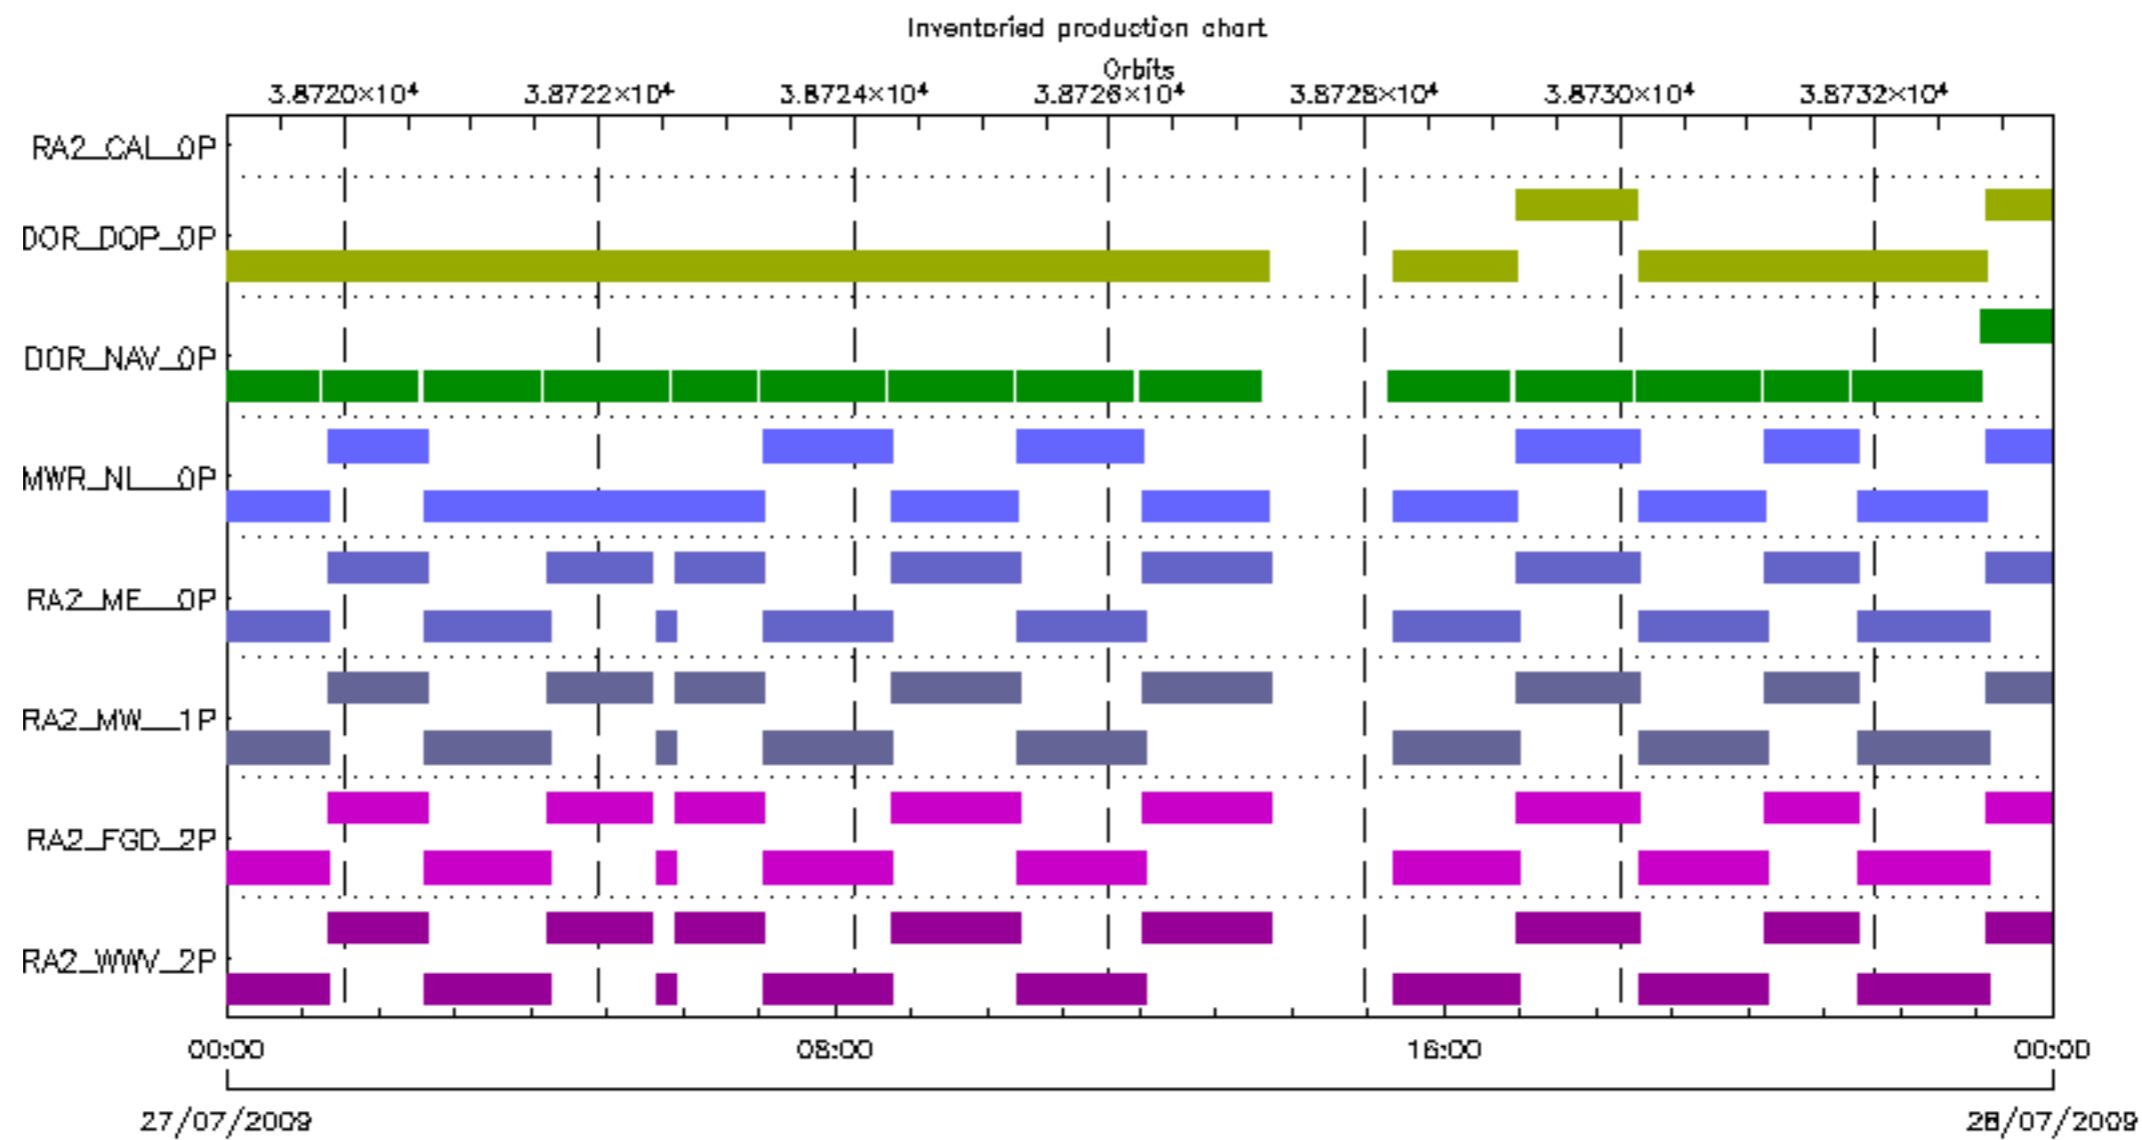 Inventoried production chart
Orbits
3.8720×10⁴ 3.8722×10⁴ 3.8724×10⁴ 3.8726×10⁴ 3.8728×10⁴ 3.8730×10⁴ 3.8732×10⁴
RA2_CAL_0P
DOR_DOP_0P
DOR_NAV_0P
MWR_NL__0P
RA2_ME__0P
RA2_MW__1P
RA2_FGD_2P
RA2_WWV_2P
00:00 08:00 16:00 00:00
27/07/2009 28/07/2009